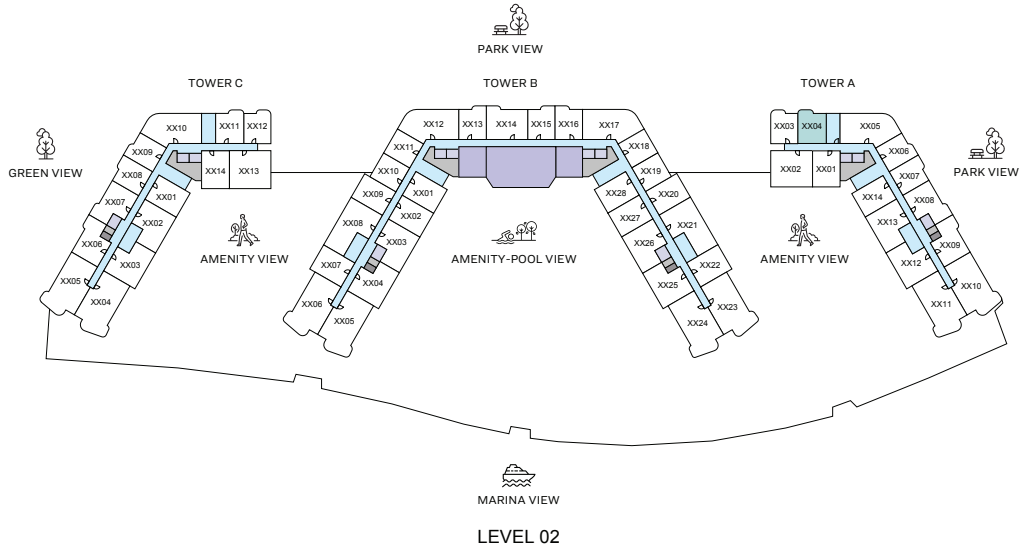 PARK VIEW
TOWER C
TOWER B
TOWER A
XX10
XX11
XX12
XX09
XX08
XX14
XX13
XX07
XX01
XX02
XX06
XX03
XX05
XX04
GREEN VIEW
AMENITY VIEW
XX12
XX13
XX14
XX15
XX16
XX17
XX11
XX18
XX10
XX01
XX19
XX09
XX02
XX28
XX20
XX08
XX03
XX27
XX21
XX07
XX04
XX26
XX22
XX06
XX05
XX25
XX23
XX24
AMENITY-POOL VIEW
XX03
XX04
XX05
XX02
XX01
XX06
XX07
XX14
XX08
XX13
XX09
XX12
XX10
XX11
AMENITY VIEW
PARK VIEW
MARINA VIEW
LEVEL 02